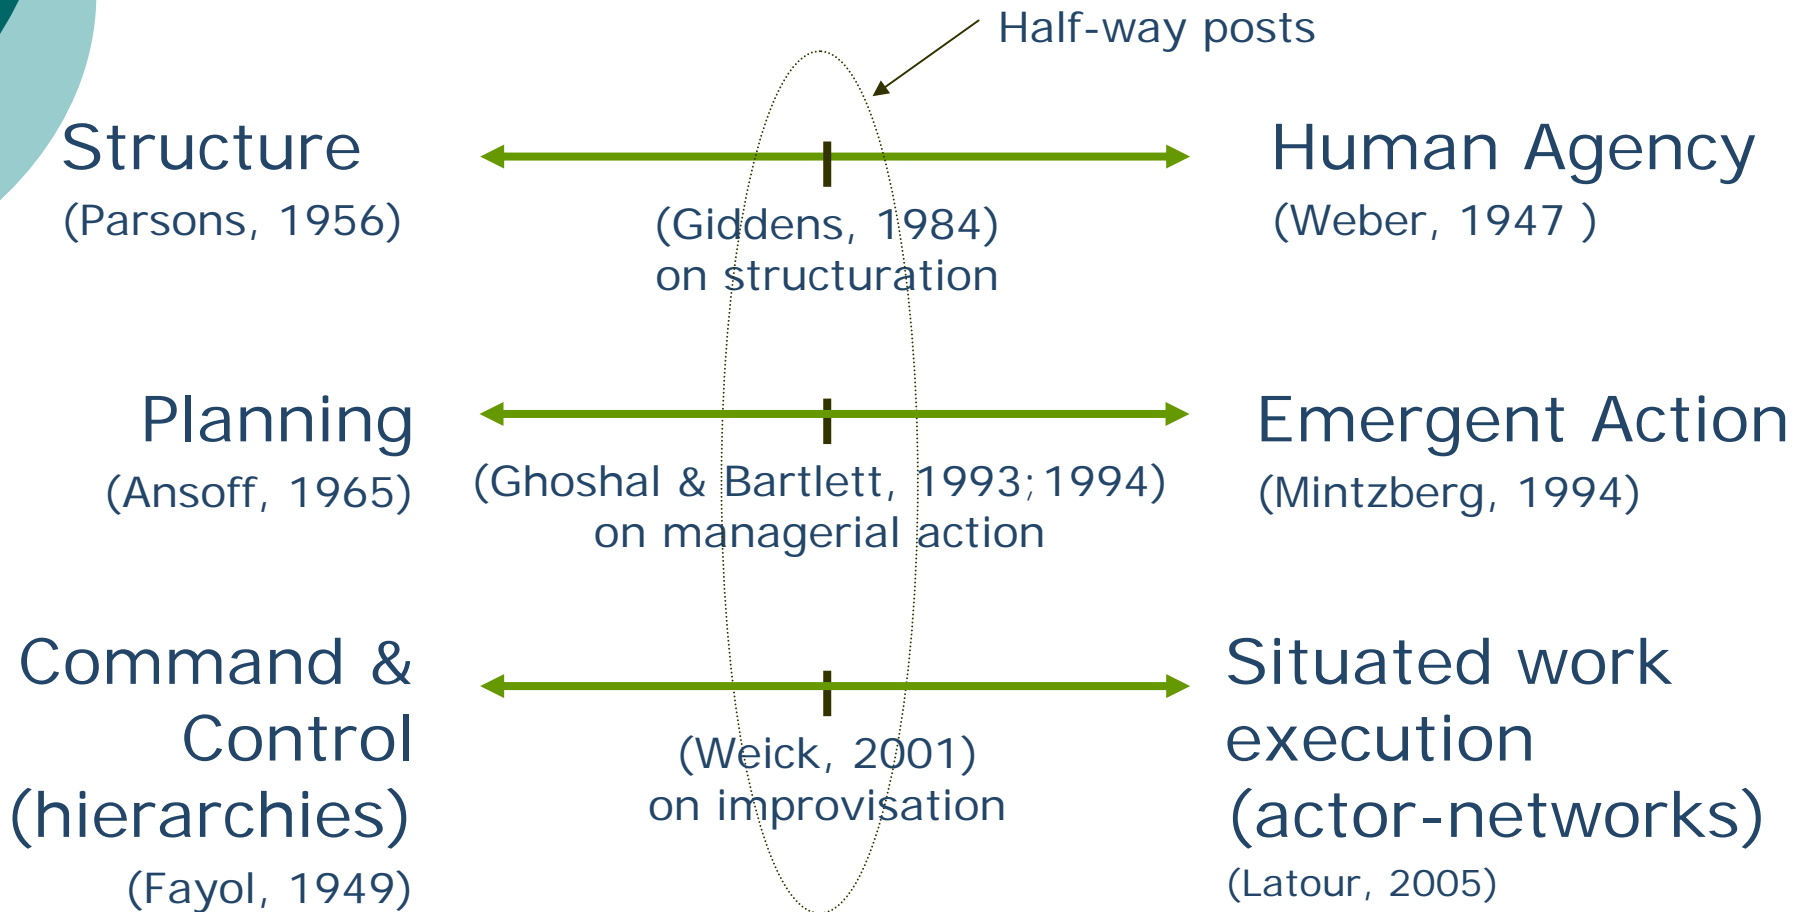 Half-way posts
Structure
(Parsons, 1956)
(Giddens, 1984)
on structuration
Human Agency
(Weber, 1947 )
Planning
(Ansoff, 1965)
(Ghoshal & Bartlett, 1993;1994)
on managerial action
Emergent Action
(Mintzberg, 1994)
Command &
Control
(hierarchies)
(Fayol, 1949)
(Weick, 2001)
on improvisation
Situated work
execution
(actor-networks)
(Latour, 2005)